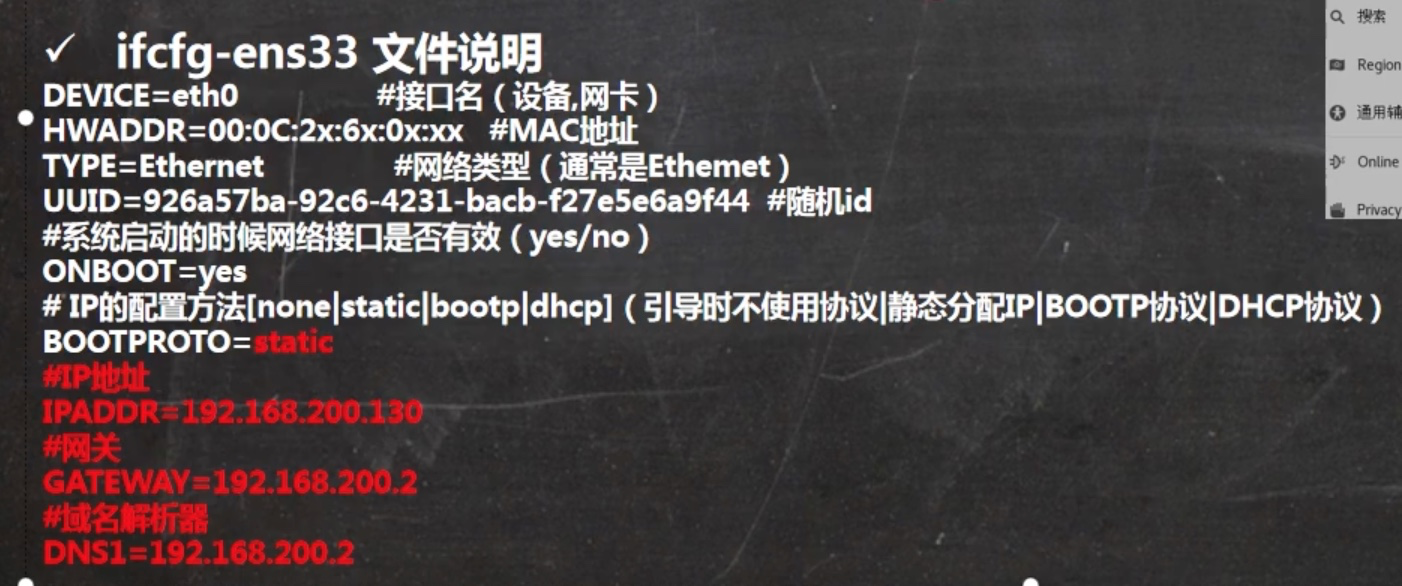 ✓ ifcfg-ens33 文件说明
DEVICE=eth0 #接口名（设备,网卡）
HWADDR=00:0C:2x:6x:0x:xx #MAC地址
TYPE=Ethernet #网络类型（通常是Ethemet）
UUID=926a57ba-92c6-4231-bacb-f27e5e6a9f44 #随机id
#系统启动的时候网络接口是否有效（yes/no）
ONBOOT=yes
# IP的配置方法[none|static|bootp|dhcp]（引导时不使用协议|静态分配IP|BOOTP协议|DHCP协议）
BOOTPROTO=static
#IP地址
IPADDR=192.168.200.130
#网关
GATEWAY=192.168.200.2
#域名解析器
DNS1=192.168.200.2
搜索
Region
通用辅
Online
Privacy